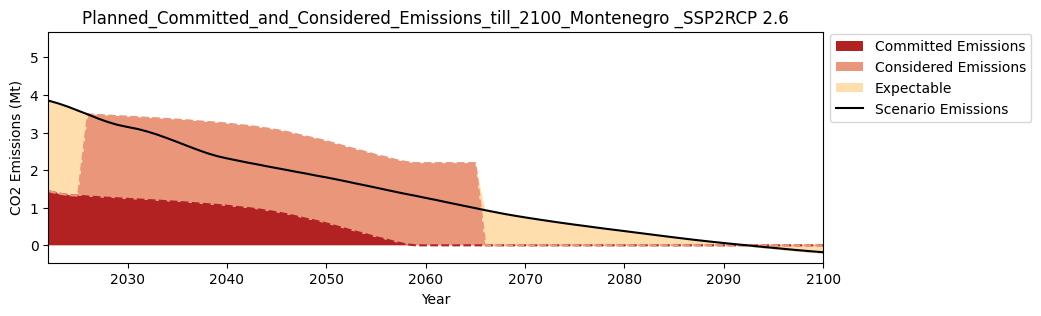 Planned_Committed_and_Considered_Emissions_till_2100_Montenegro _SSP2RCP 2.6
CO2 Emissions (Mt)
5
4
3
2
1
0
2030 2040 2050 2060 2070 2080 2090 2100
Year
Committed Emissions
Considered Emissions
Expectable
Scenario Emissions